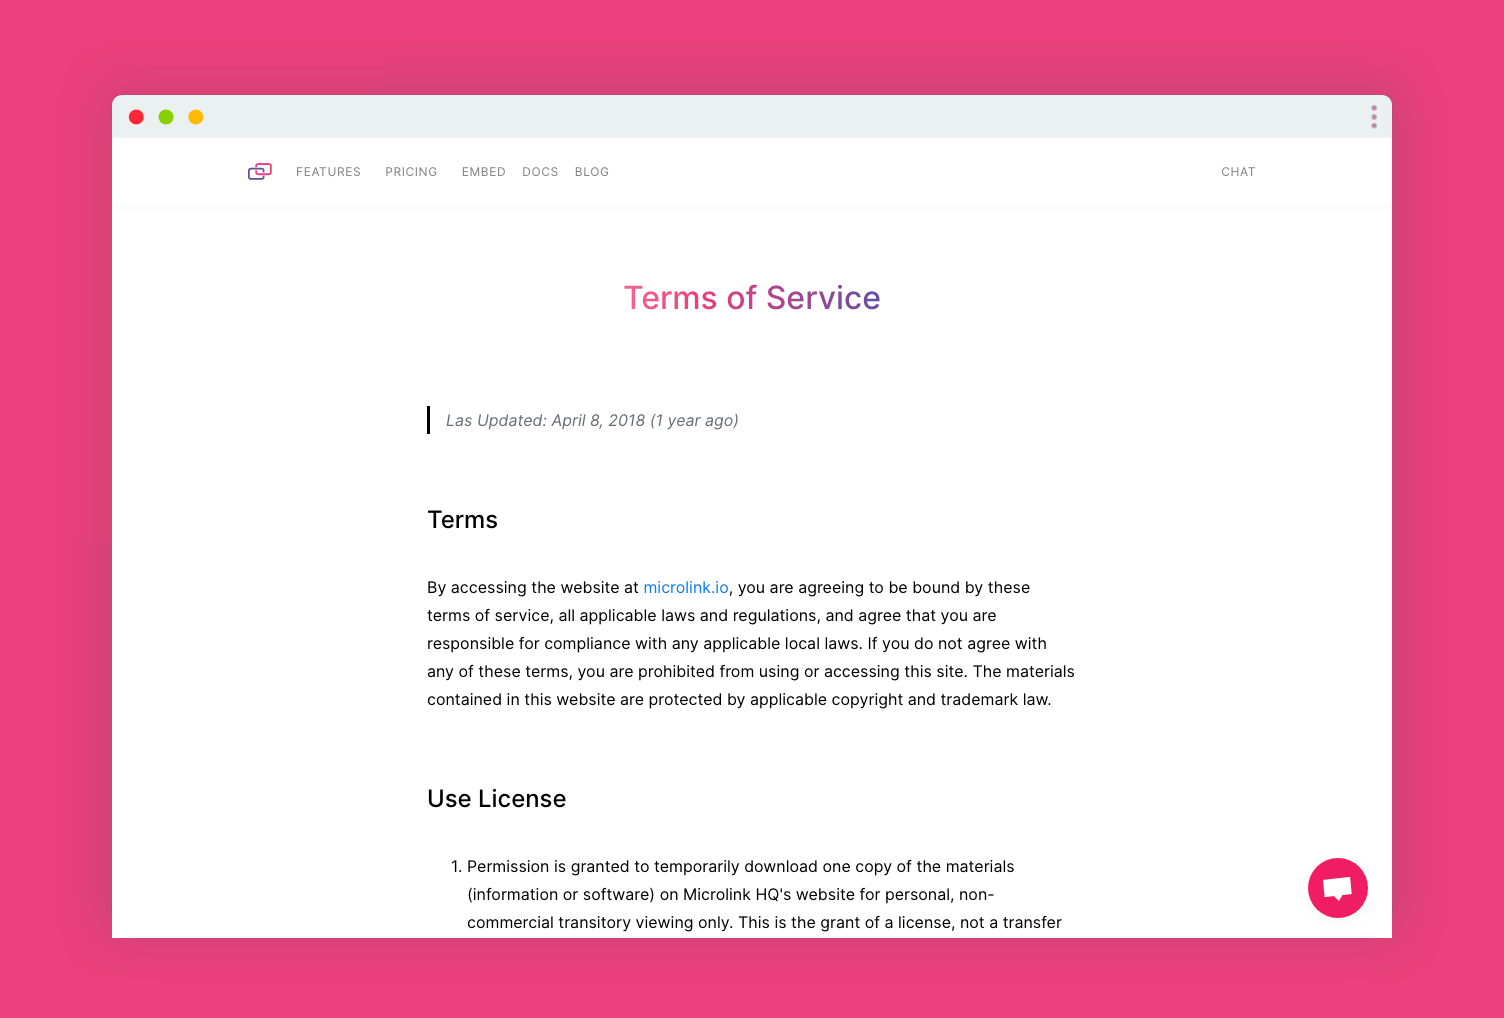 FEATURES PRICING EMBED DOCS BLOG CHAT
Terms of Service
Las Updated: April 8, 2018 (1 year ago)
Terms
By accessing the website at microlink.io, you are agreeing to be bound by these
terms of service, all applicable laws and regulations, and agree that you are
responsible for compliance with any applicable local laws. If you do not agree with
any of these terms, you are prohibited from using or accessing this site. The materials
contained in this website are protected by applicable copyright and trademark law.
Use License
1. Permission is granted to temporarily download one copy of the materials
(information or software) on Microlink HQ's website for personal, non-
commercial transitory viewing only. This is the grant of a license, not a transfer